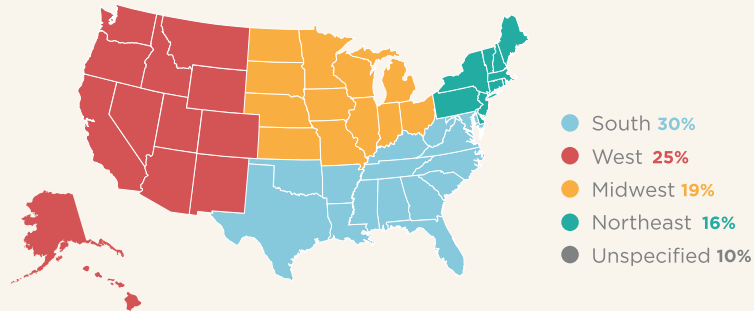 South 30%
West 25%
Midwest 19%
Northeast 16%
Unspecified 10%